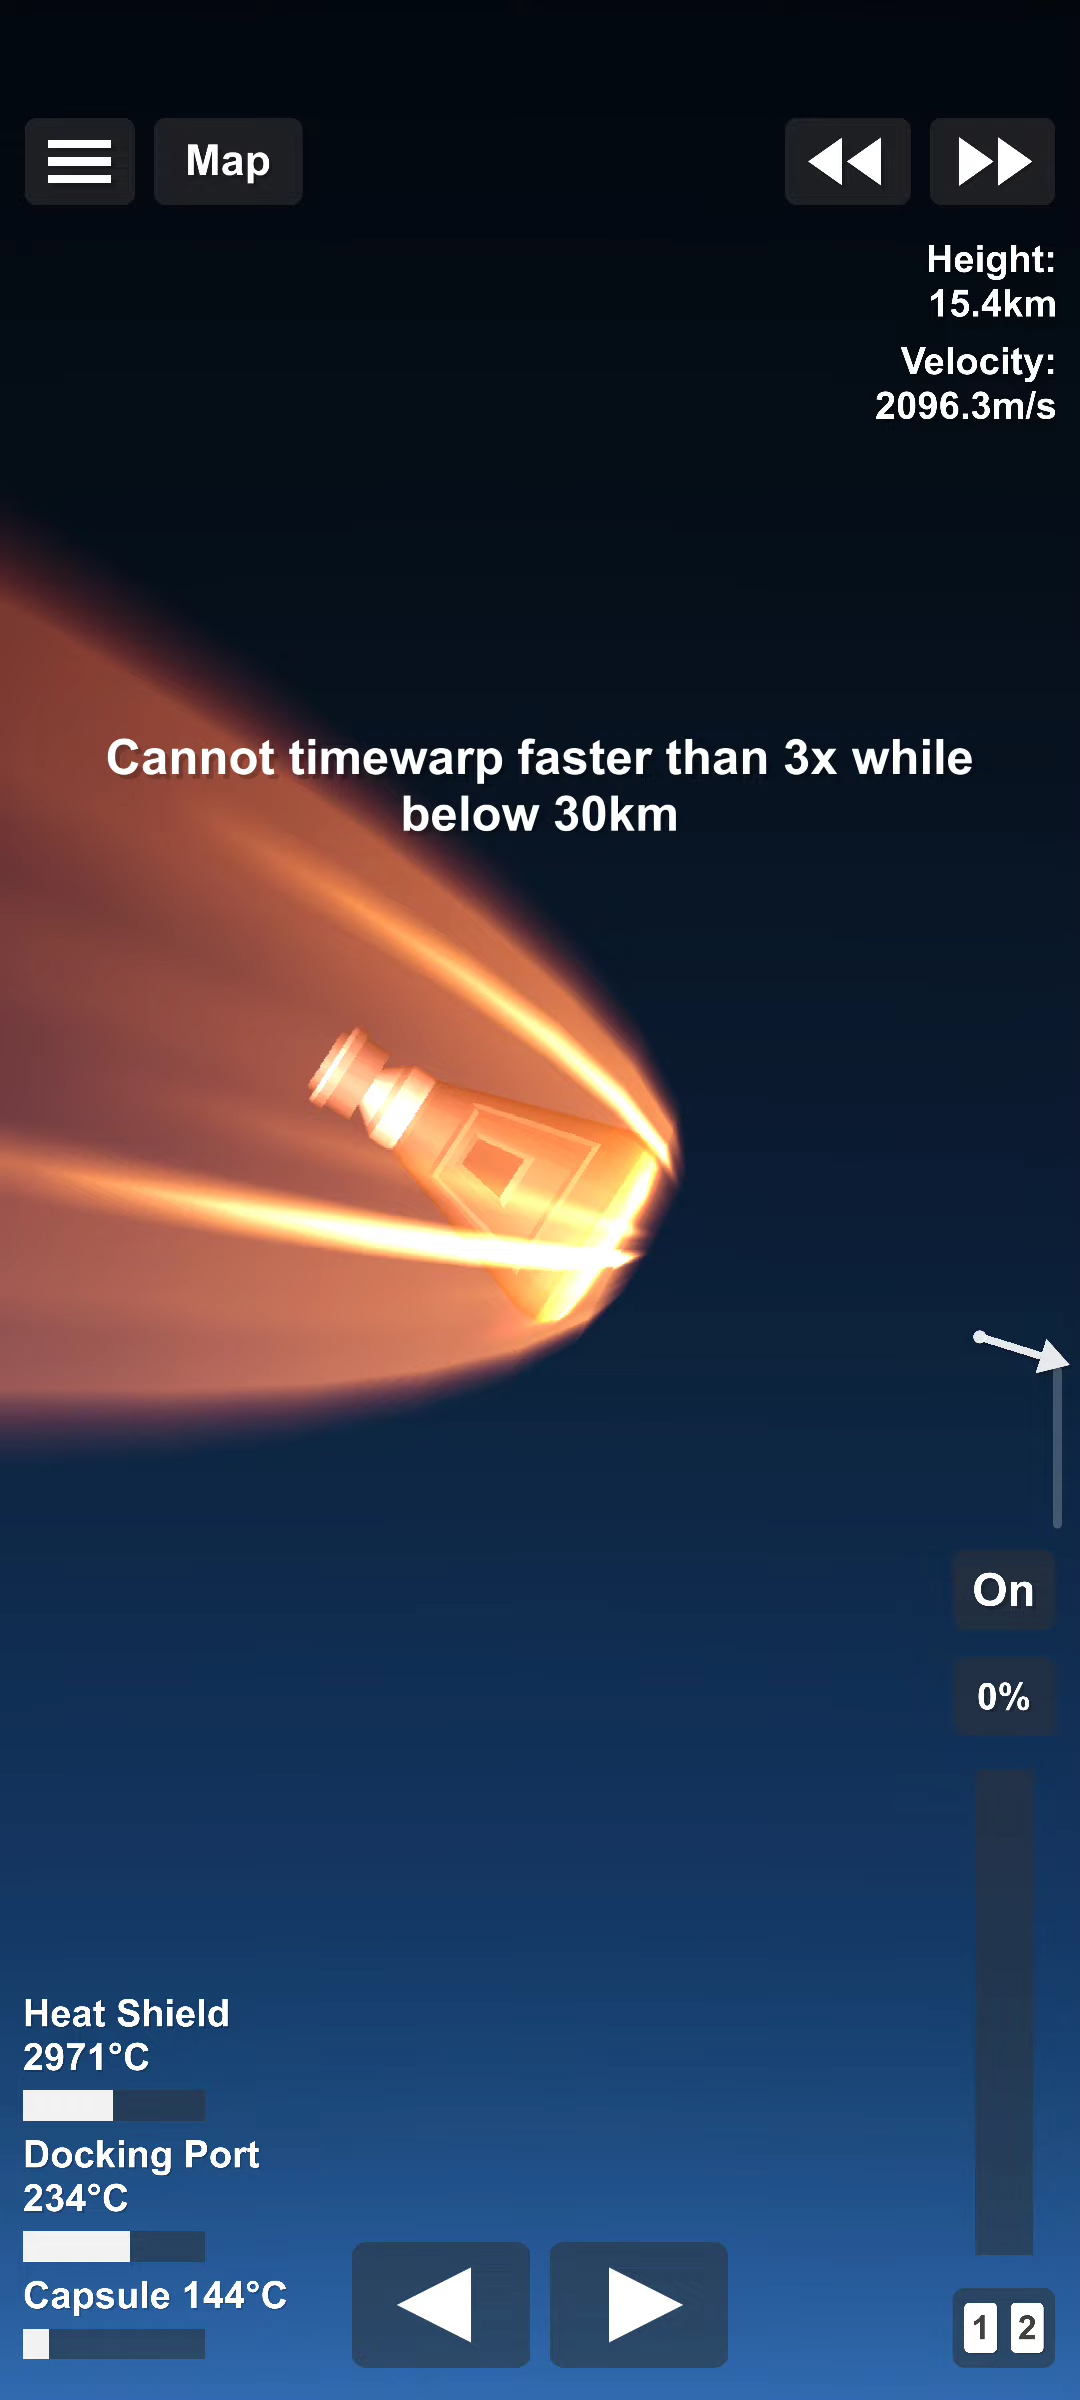 Map
Height:
15.4km
Velocity:
2096.3m/s
Cannot timewarp faster than 3x while
below 30km
On
0%
Heat Shield
2971°C
Docking Port
234°C
Capsule 144°C
1 2